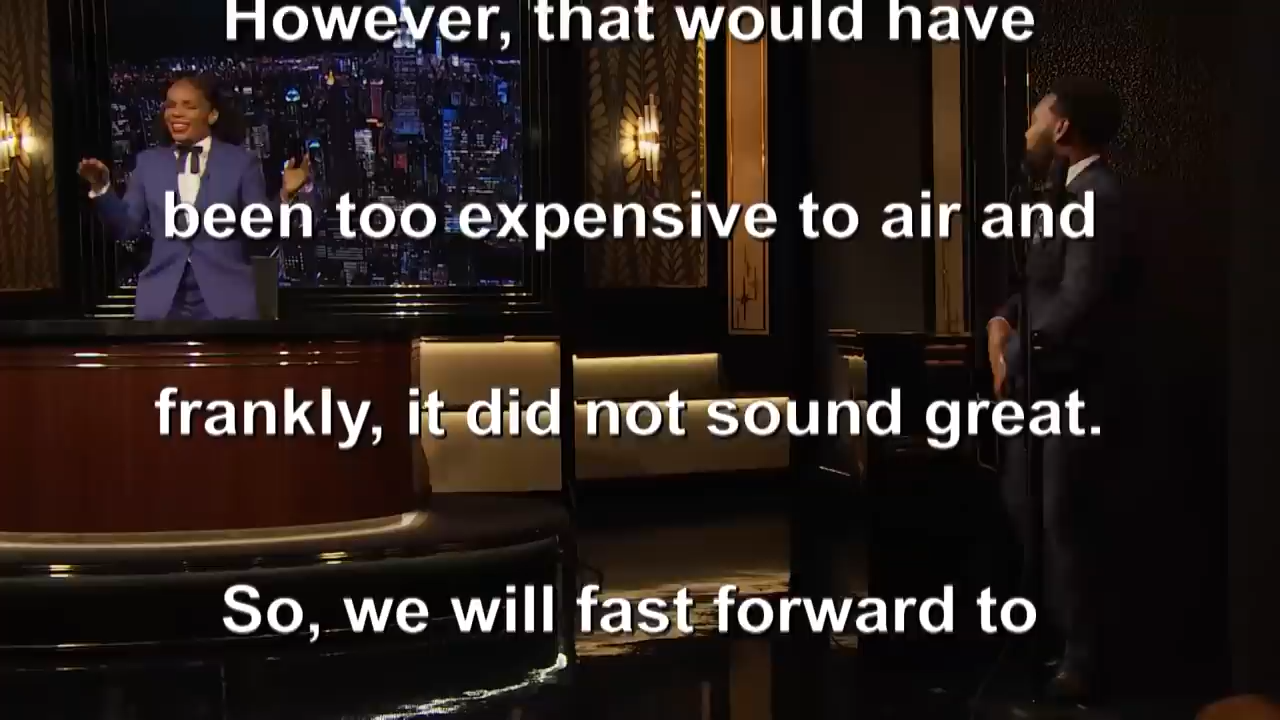 However, that would have
been too expensive to air and
frankly, it did not sound great.
So, we will fast forward to